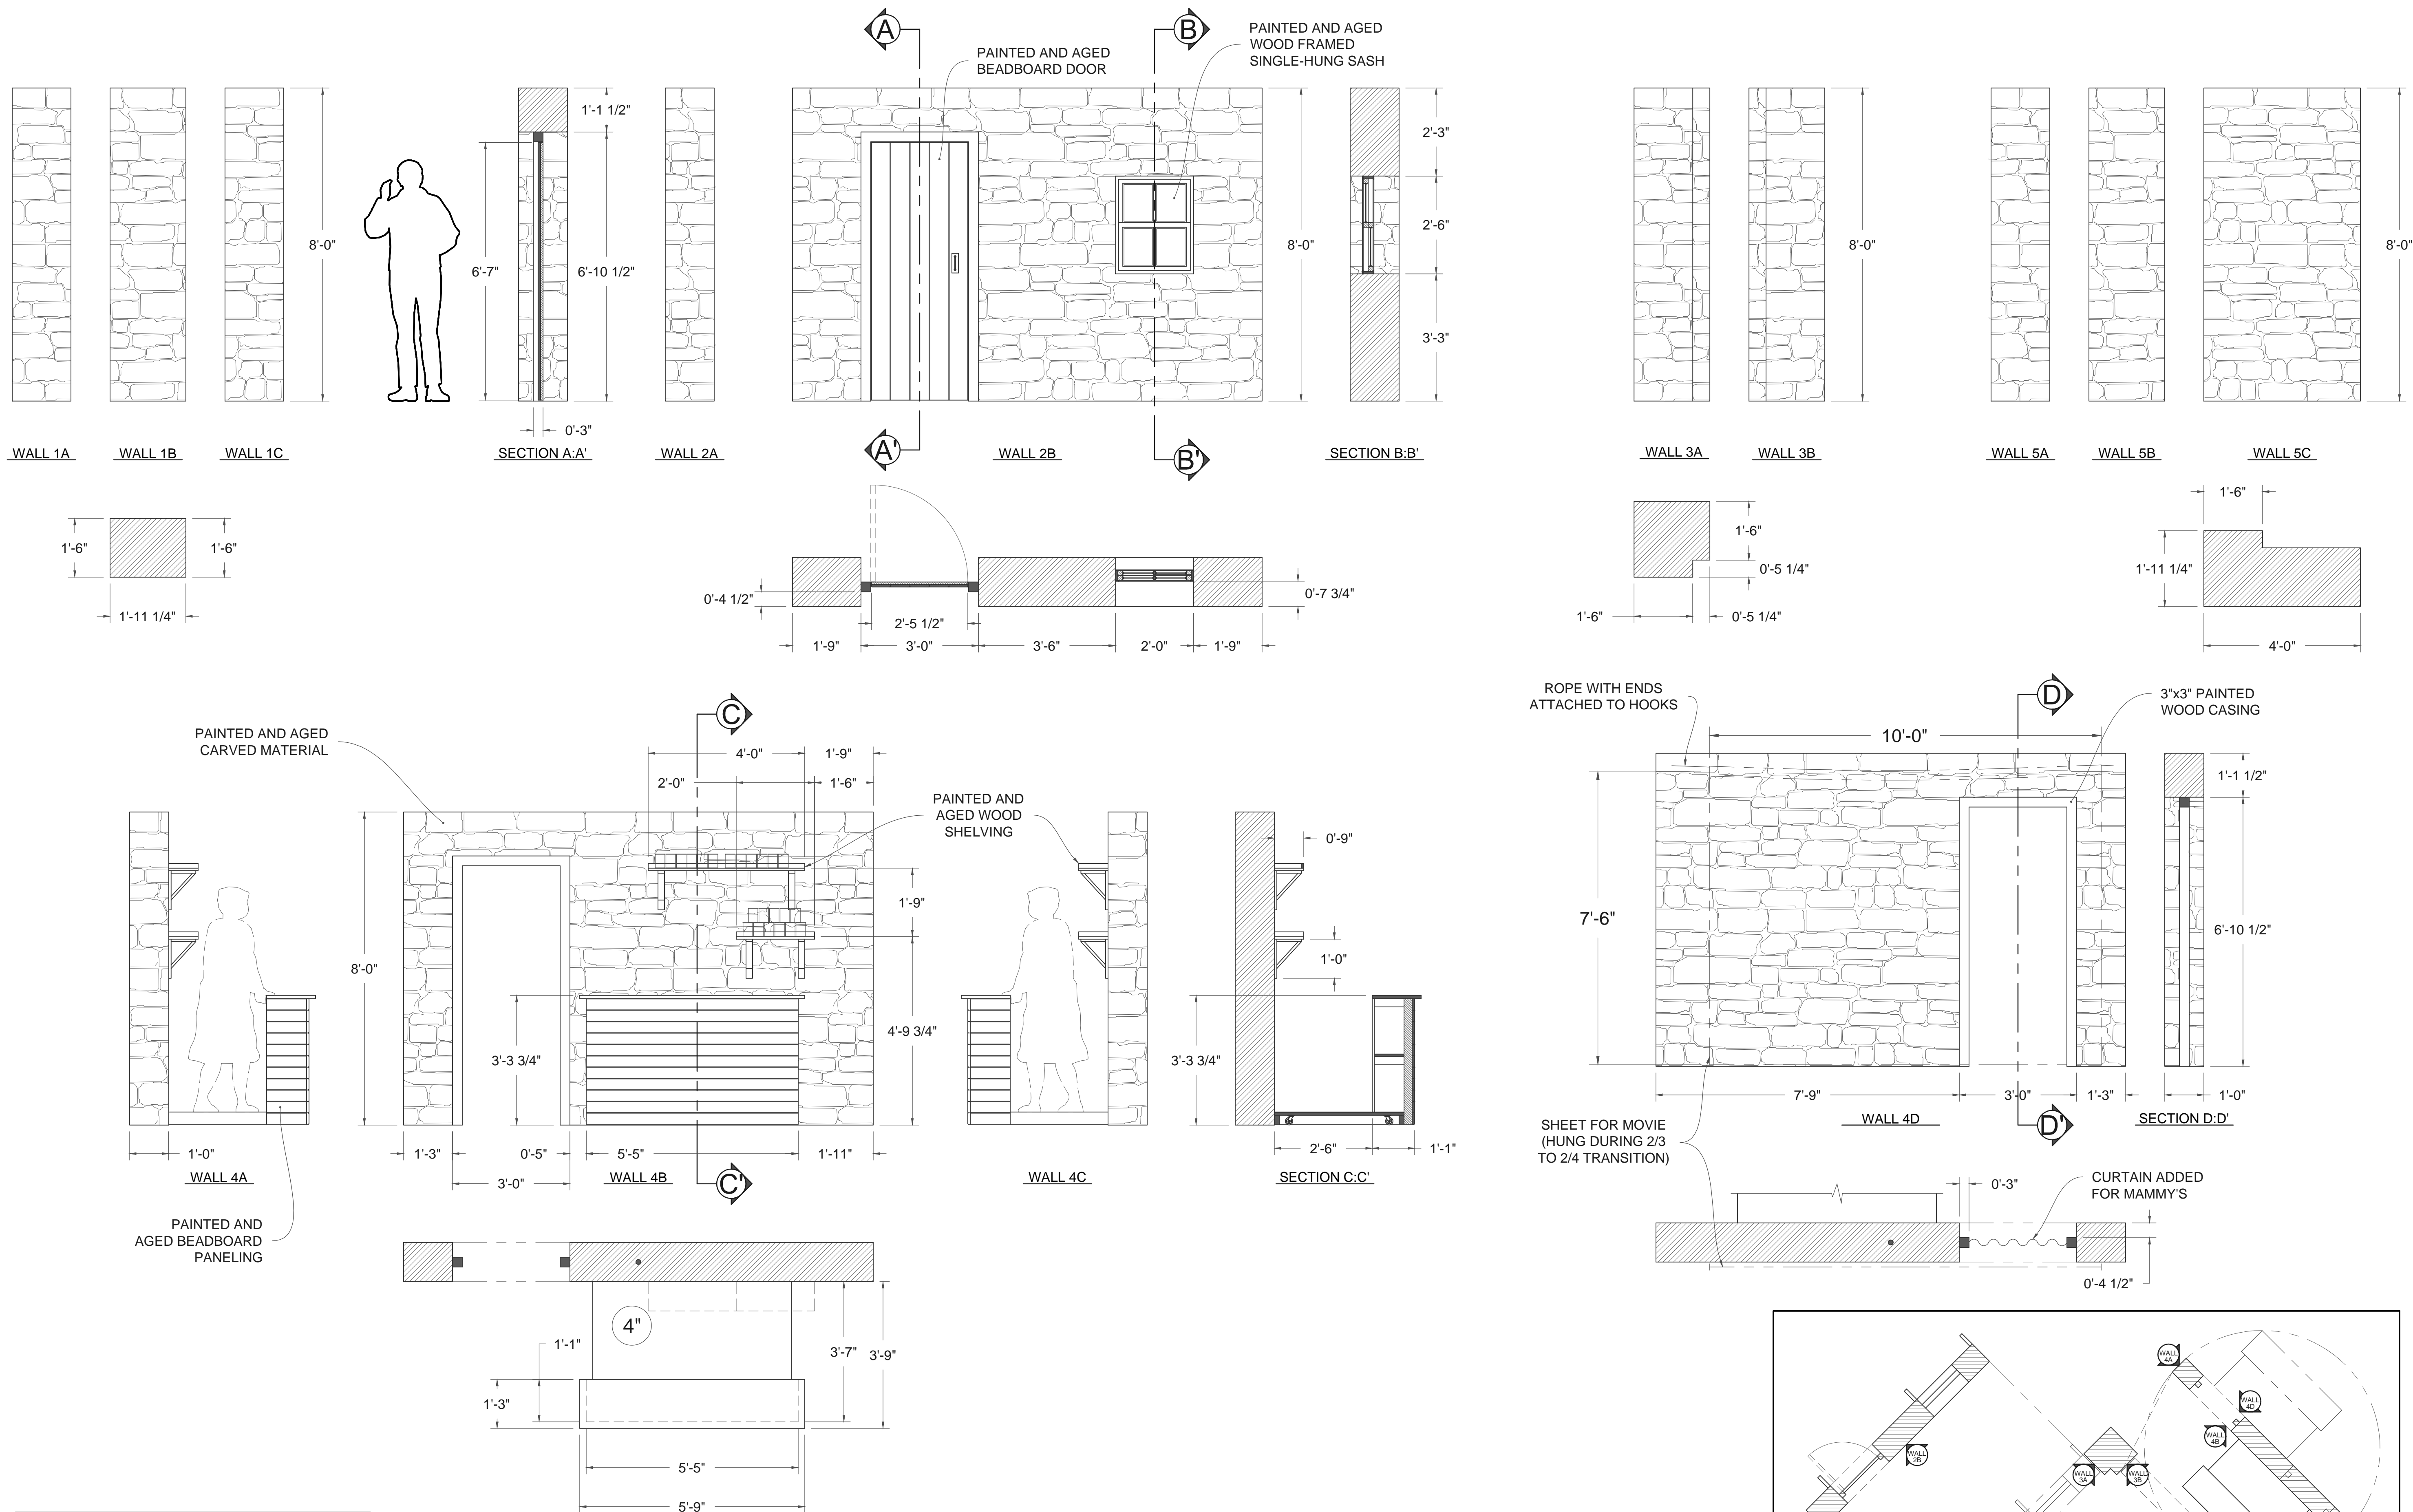 A
B
PAINTED AND AGED
BEADBOARD DOOR
PAINTED AND AGED
WOOD FRAMED
SINGLE-HUNG SASH
8'-0"
6'-7"
1'-1 1/2"
6'-10 1/2"
0'-3"
8'-0"
2'-3"
2'-6"
3'-3"
8'-0"
8'-0"
A'
B'
WALL 1A
WALL 1B
WALL 1C
SECTION A:A'
WALL 2A
WALL 2B
SECTION B:B'
WALL 3A
WALL 3B
WALL 5A
WALL 5B
WALL 5C
1'-6"
1'-6"
1'-11 1/4"
0'-4 1/2"
2'-5 1/2"
0'-7 3/4"
1'-9"
3'-0"
3'-6"
2'-0"
1'-9"
1'-6"
0'-5 1/4"
1'-6"
0'-5 1/4"
1'-6"
1'-11 1/4"
4'-0"
PAINTED AND AGED
CARVED MATERIAL
C
4'-0"
1'-9"
2'-0"
1'-6"
PAINTED AND
AGED WOOD
SHELVING
8'-0"
3'-3 3/4"
1'-9"
4'-9 3/4"
0'-9"
1'-0"
3'-3 3/4"
1'-0"
1'-3"
0'-5"
5'-5"
1'-11"
3'-0"
2'-6"
1'-1"
WALL 4A
WALL 4B
C'
WALL 4C
SECTION C:C'
PAINTED AND
AGED BEADBOARD
PANELING
4"
1'-1"
1'-3"
3'-7"
3'-9"
5'-5"
5'-9"
ROPE WITH ENDS
ATTACHED TO HOOKS
D
3"x3" PAINTED
WOOD CASING
10'-0"
7'-6"
1'-1 1/2"
6'-10 1/2"
7'-9"
3'-0"
1'-3"
1'-0"
WALL 4D
D'
SECTION D:D'
SHEET FOR MOVIE
(HUNG DURING 2/3
TO 2/4 TRANSITION)
0'-3"
CURTAIN ADDED
FOR MAMMY'S
0'-4 1/2"
WALL
4A
WALL
4D
WALL
4B
WALL
2B
WALL
3A
WALL
3B